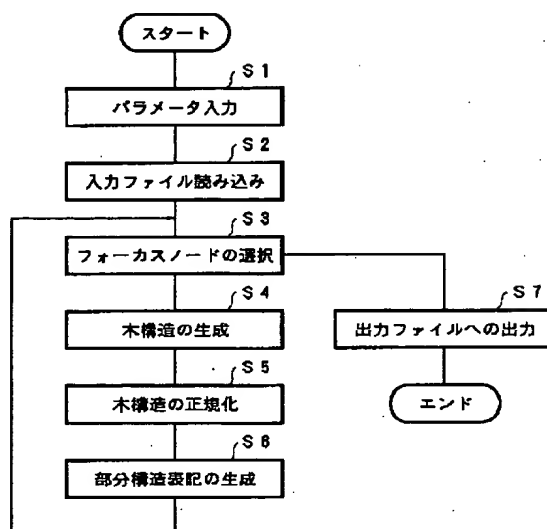 スタート
S1
パラメータ入力
S2
入力ファイル読み込み
S3
フォーカスノードの選択
S4
木構造の生成
S7
出力ファイルへの出力
S5
木構造の正規化
エンド
S6
部分構造表記の生成